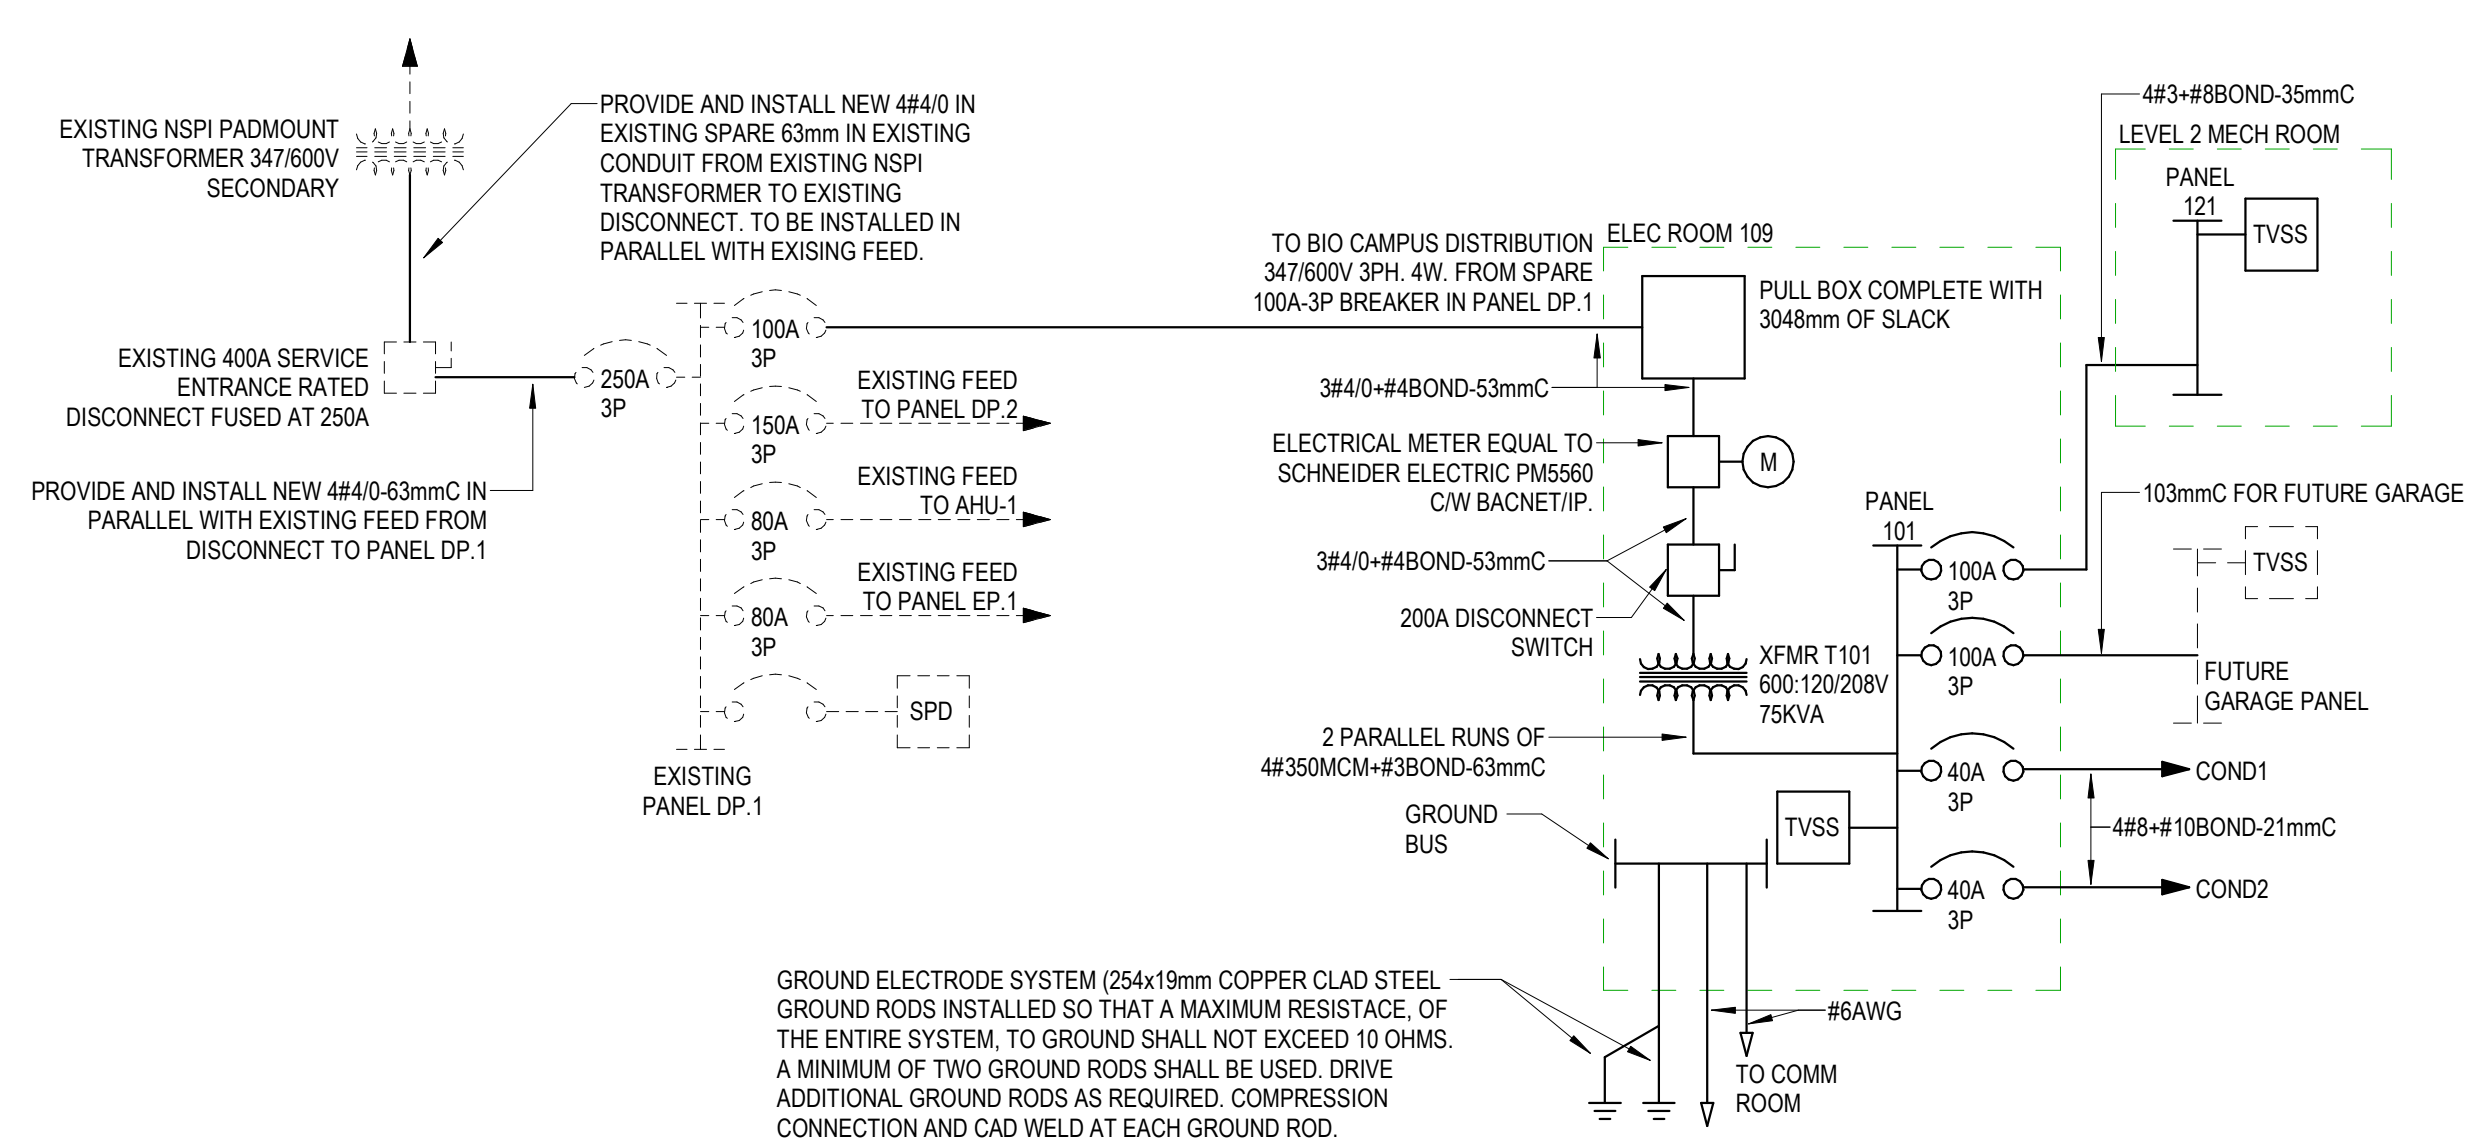 EXISTING NSPI PADMOUNT
TRANSFORMER 347/600V
SECONDARY
PROVIDE AND INSTALL NEW 4#4/0 IN
EXISTING SPARE 63mm IN EXISTING
CONDUIT FROM EXISTING NSPI
TRANSFORMER TO EXISTING
DISCONNECT. TO BE INSTALLED IN
PARALLEL WITH EXISING FEED.
EXISTING 400A SERVICE
ENTRANCE RATED
DISCONNECT FUSED AT 250A
PROVIDE AND INSTALL NEW 4#4/0-63mmC IN
PARALLEL WITH EXISTING FEED FROM
DISCONNECT TO PANEL DP.1
250A
3P
100A
3P
150A
3P
EXISTING FEED
TO PANEL DP.2
80A
3P
EXISTING FEED
TO AHU-1
80A
3P
EXISTING FEED
TO PANEL EP.1
SPD
EXISTING
PANEL DP.1
TO BIO CAMPUS DISTRIBUTION
347/600V 3PH. 4W. FROM SPARE
100A-3P BREAKER IN PANEL DP.1
ELEC ROOM 109
PULL BOX COMPLETE WITH
3048mm OF SLACK
3#4/0+#4BOND-53mmC
ELECTRICAL METER EQUAL TO
SCHNEIDER ELECTRIC PM5560
C/W BACNET/IP.
M
3#4/0+#4BOND-53mmC
200A DISCONNECT
SWITCH
XFMR T101
600:120/208V
75KVA
2 PARALLEL RUNS OF
4#350MCM+#3BOND-63mmC
GROUND
BUS
TVSS
PANEL
101
100A
3P
100A
3P
40A
3P
40A
3P
4#3+#8BOND-35mmC
LEVEL 2 MECH ROOM
PANEL
121
TVSS
103mmC FOR FUTURE GARAGE
TVSS
FUTURE
GARAGE PANEL
COND1
4#8+#10BOND-21mmC
COND2
GROUND ELECTRODE SYSTEM (254x19mm COPPER CLAD STEEL
GROUND RODS INSTALLED SO THAT A MAXIMUM RESISTACE, OF
THE ENTIRE SYSTEM, TO GROUND SHALL NOT EXCEED 10 OHMS.
A MINIMUM OF TWO GROUND RODS SHALL BE USED. DRIVE
ADDITIONAL GROUND RODS AS REQUIRED. COMPRESSION
CONNECTION AND CAD WELD AT EACH GROUND ROD.
#6AWG
TO COMM
ROOM